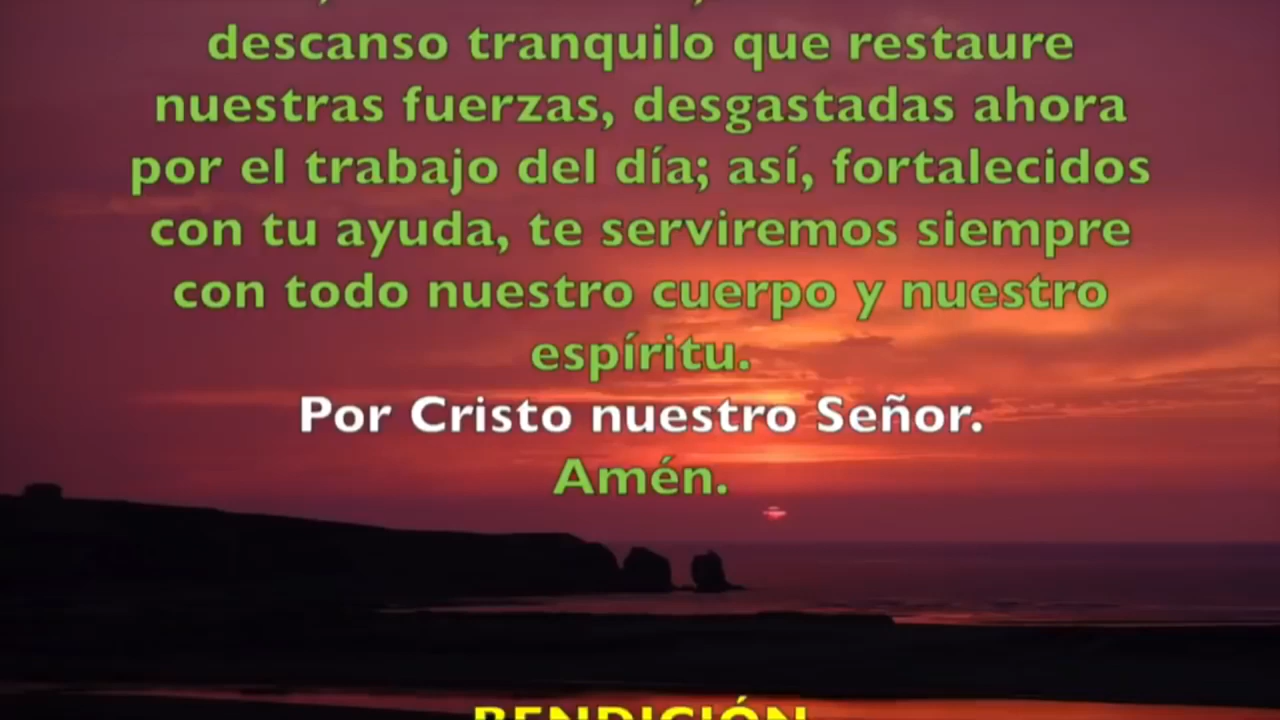 descanso tranquilo que restaure
nuestras fuerzas, desgastadas ahora
por el trabajo del día; así, fortalecidos
con tu ayuda, te serviremos siempre
con todo nuestro cuerpo y nuestro
espíritu.
Por Cristo nuestro Señor.
Amén.
BENDICIÓN